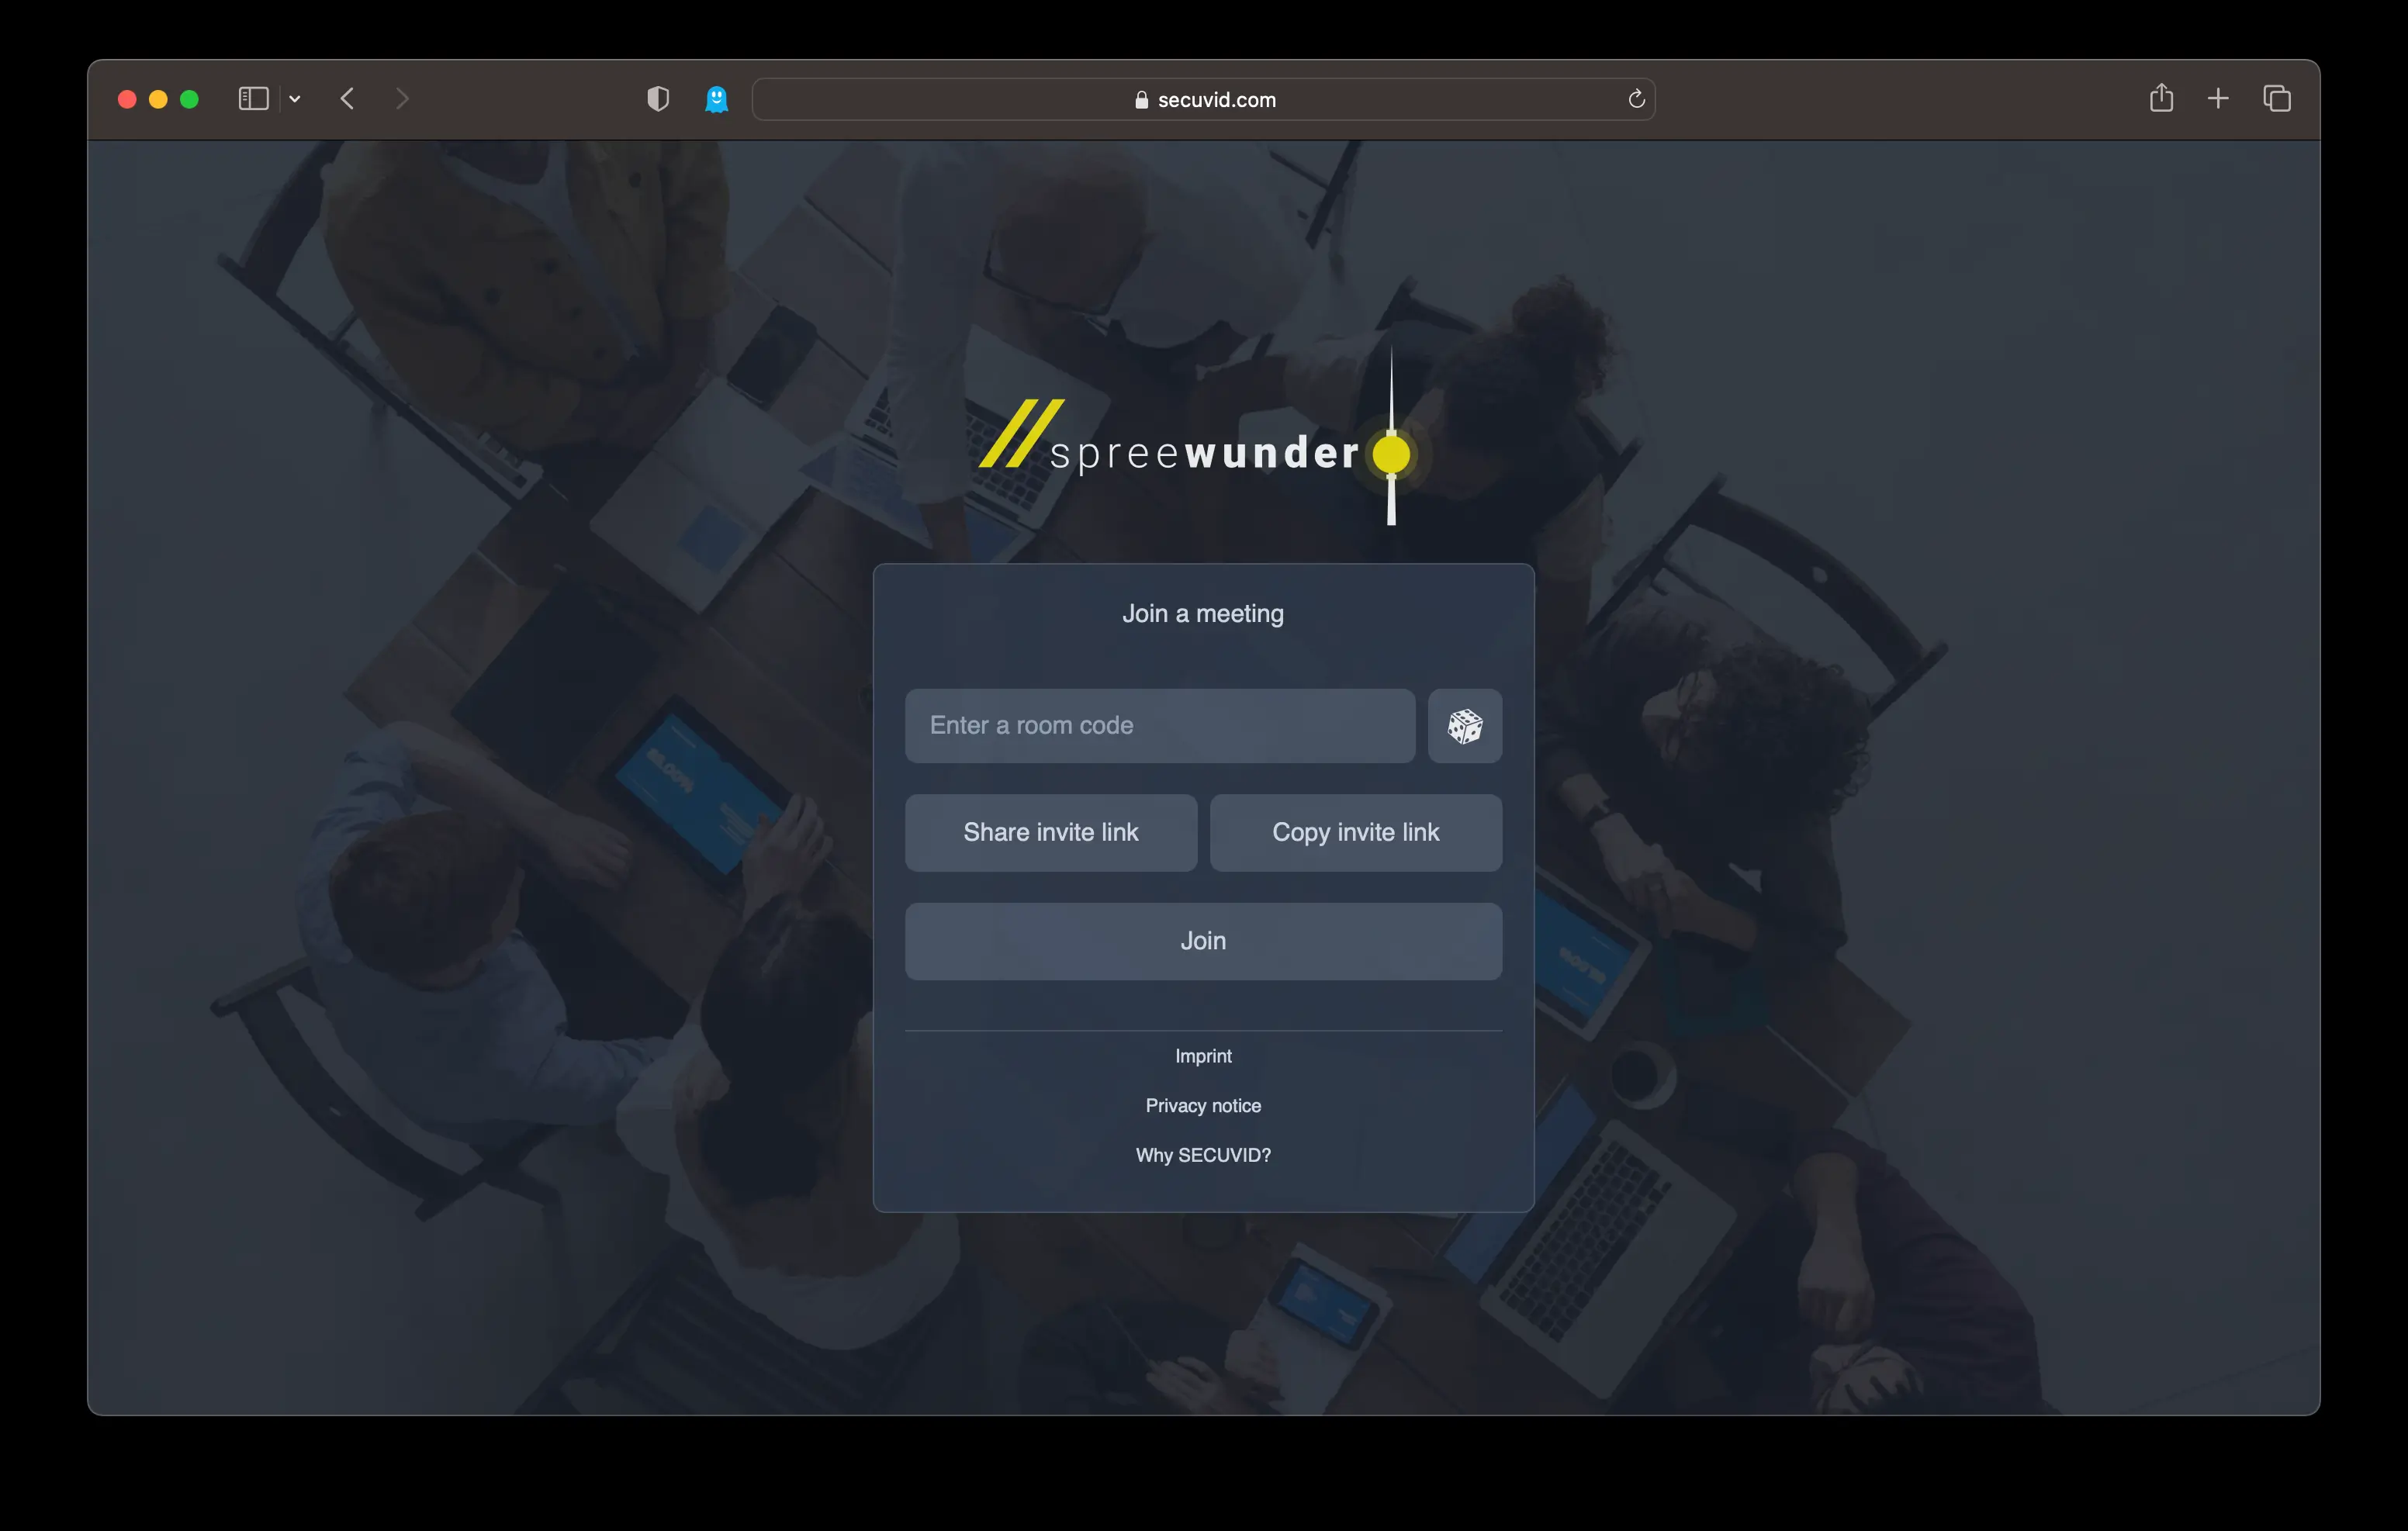 secuvid.com
spreewunder
Join a meeting
Enter a room code
Share invite link
Copy invite link
Join
Imprint
Privacy notice
Why SECUVID?